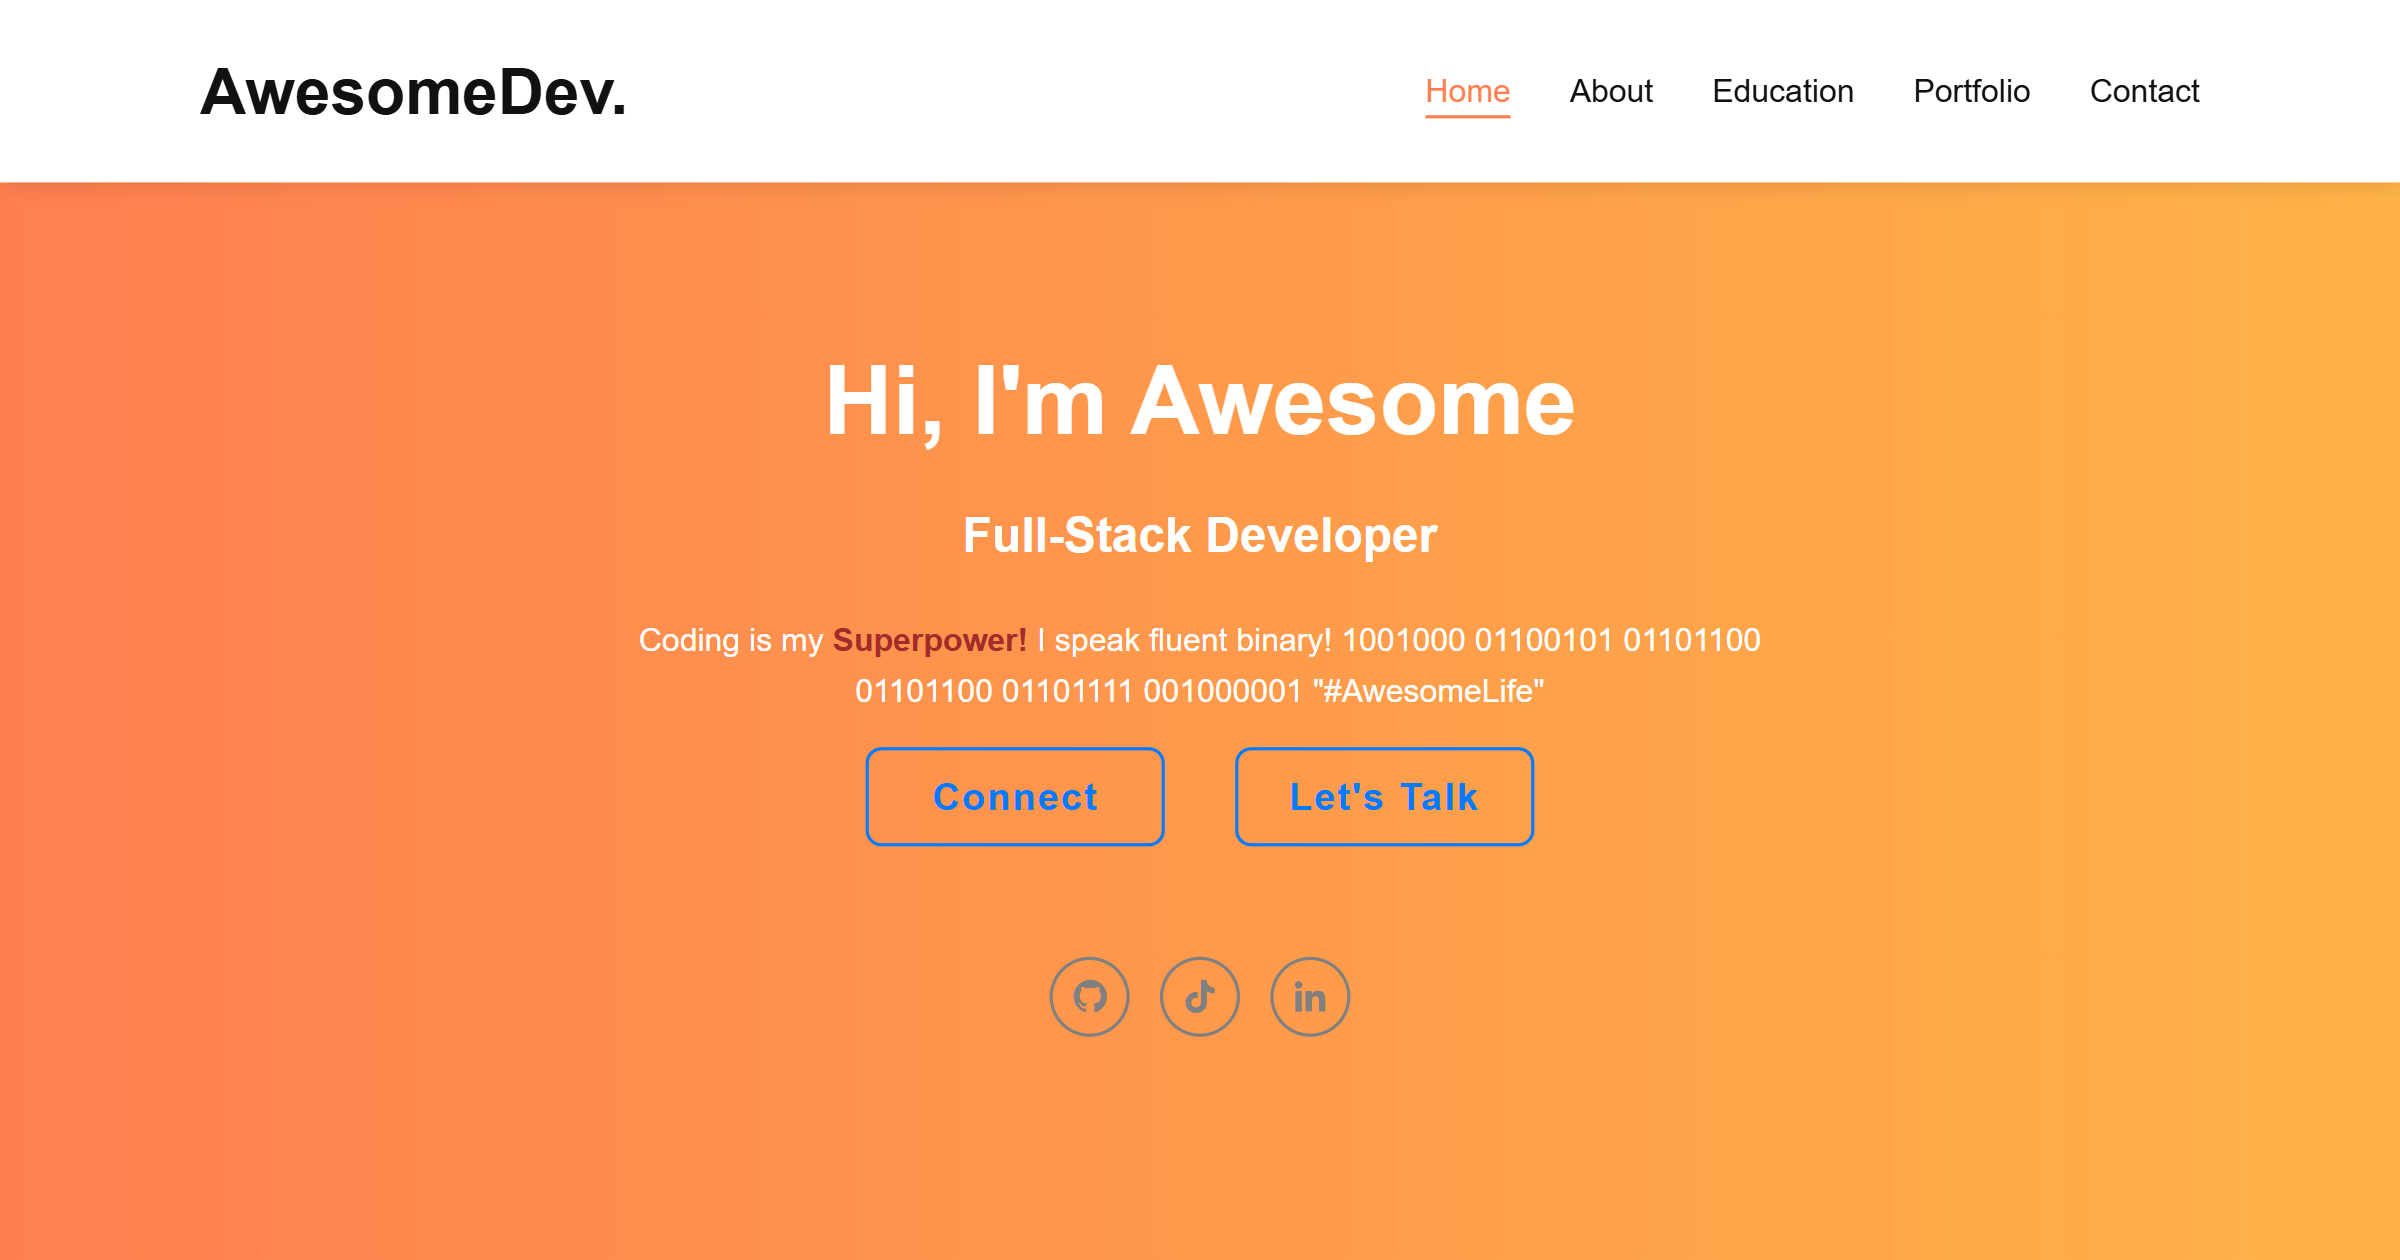 AwesomeDev.
Home About Education Portfolio Contact
Hi, I'm Awesome
Full-Stack Developer
Coding is my Superpower! I speak fluent binary! 1001000 01100101 01101100
01101100 01101111 001000001 "#AwesomeLife"
Connect
Let's Talk
in